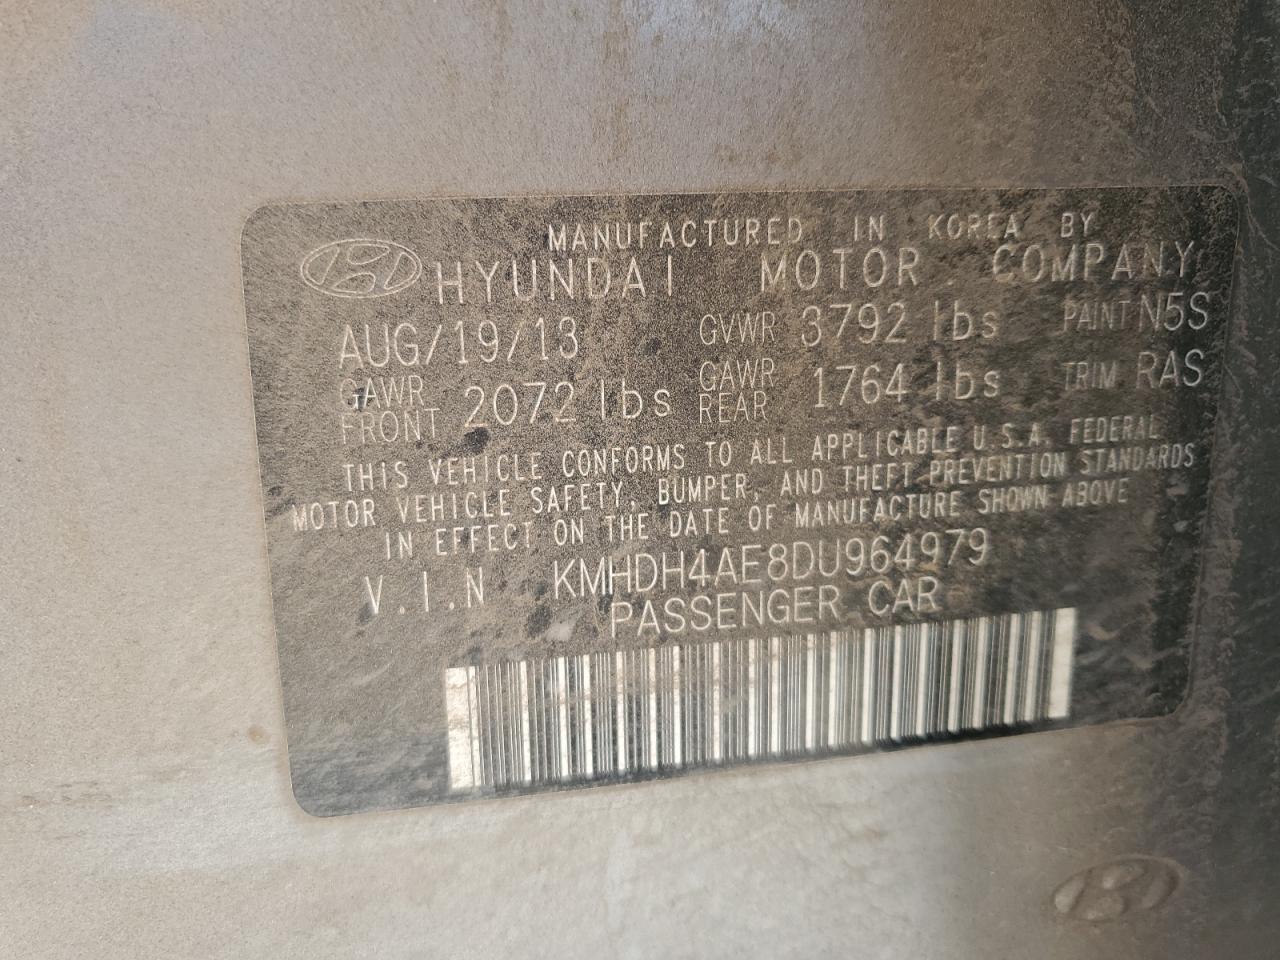 MANUFACTURED IN KOREA BY
HYUNDAI MOTOR COMPANY
AUG/19/13 GVWR 3792 lbs PAINT N5S
GAWR FRONT 2072 lbs GAWR REAR 1764 lbs TRIM RAS
THIS VEHICLE CONFORMS TO ALL APPLICABLE U.S.A. FEDERAL
MOTOR VEHICLE SAFETY, BUMPER, AND THEFT PREVENTION STANDARDS
IN EFFECT ON THE DATE OF MANUFACTURE SHOWN ABOVE
V.I.N KMHDH4AE8DU964979
PASSENGER CAR